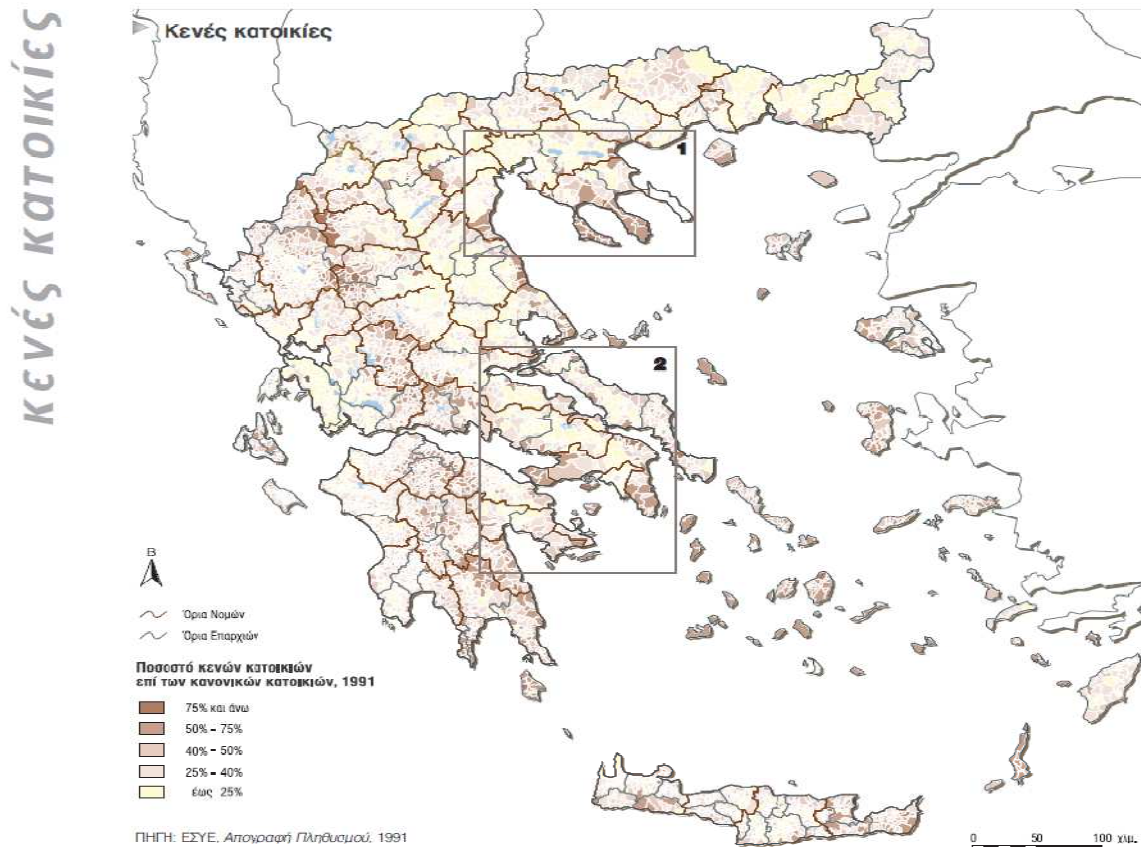 κενές κατοικίες
Κενές κατοικίες
1
2
Β
Όρια Νομών
Όρια Επαρχιών
Ποσοστό κενών κατοικιών
επί των κανονικών κατοικιών, 1991
75% και άνω
50% - 75%
40% - 50%
25% - 40%
έως 25%
ΠΗΓΗ: ΕΣΥΕ, Απογραφή Πληθυσμού, 1991
0 50 100 χλμ.